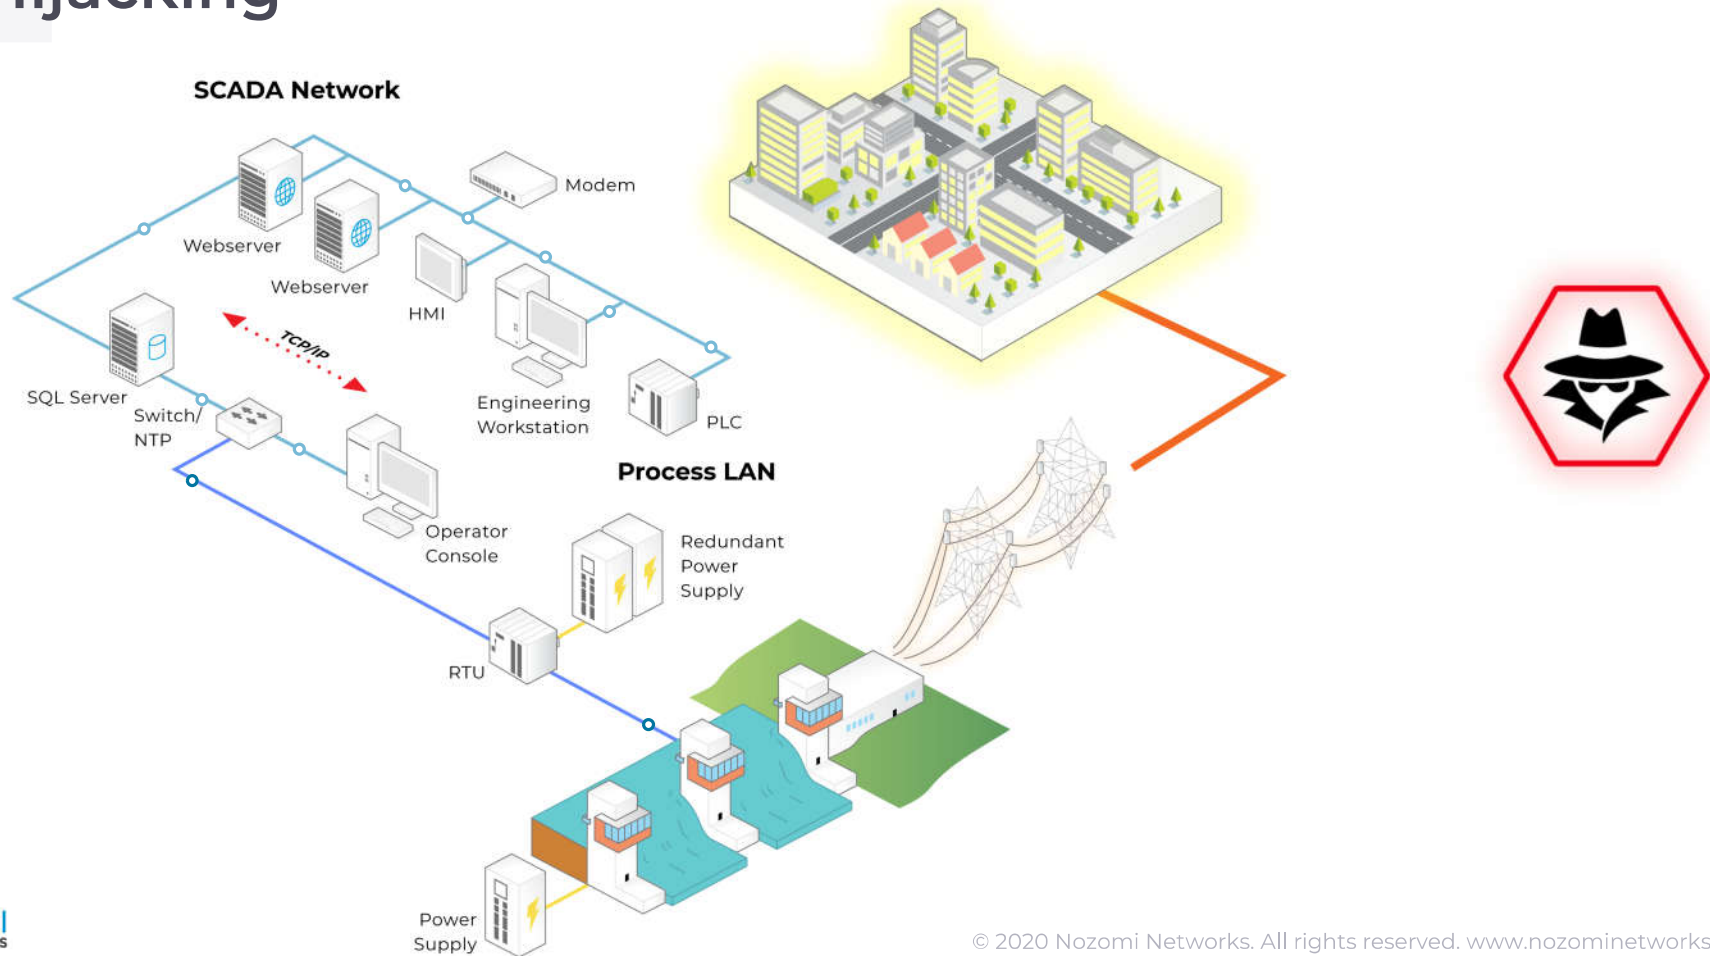 SCADA Network
Modem
Webserver
Webserver
HMI
TCP/IP
SQL Server
Switch/
NTP
Engineering
Workstation
PLC
Process LAN
Operator
Console
Redundant
Power
Supply
RTU
Power
Supply
© 2020 Nozomi Networks. All rights reserved. www.nozominetworks